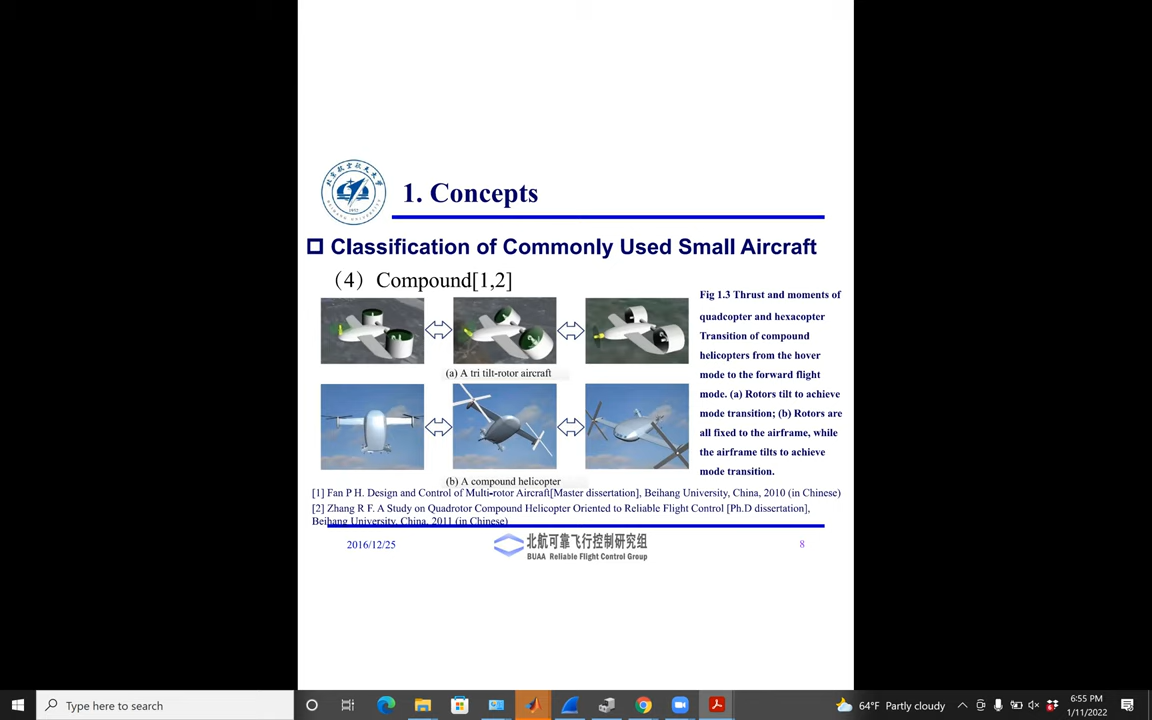 1. Concepts
Classification of Commonly Used Small Aircraft
（4）Compound[1,2]
Fig 1.3 Thrust and moments of
quadcopter and hexacopter
Transition of compound
helicopters from the hover
mode to the forward flight
mode. (a) Rotors tilt to achieve
mode transition; (b) Rotors are
all fixed to the airframe, while
the airframe tilts to achieve
mode transition.
(a) A tri tilt-rotor aircraft
(b) A compound helicopter
[1] Fan P H. Design and Control of Multi-rotor Aircraft[Master dissertation], Beihang University, China, 2010 (in Chinese)
[2] Zhang R F. A Study on Quadrotor Compound Helicopter Oriented to Reliable Flight Control [Ph.D dissertation],
Beihang University, China, 2011 (in Chinese)
2016/12/25
北航可靠飞行控制研究组
BUAA Reliable Flight Control Group
8
Type here to search
64°F Partly cloudy
6:55 PM
1/11/2022